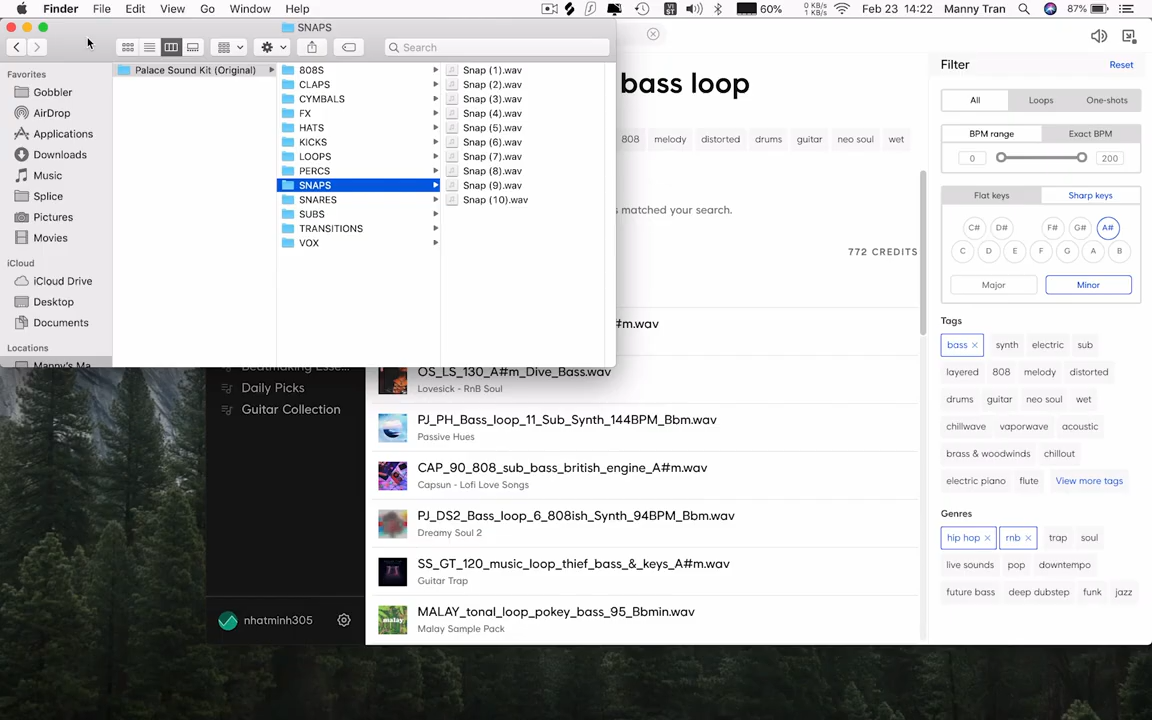 Finder File Edit View Go Window Help
60%
0 KB/s
1 KB/s
Feb 23 14:22 Manny Tran 87%
SNAPS
Search
Favorites
Gobbler
AirDrop
Applications
Downloads
Music
Splice
Pictures
Movies
iCloud
iCloud Drive
Desktop
Documents
Locations
Manny's Ma
Palace Sound Kit (Original)
808S
CLAPS
CYMBALS
FX
HATS
KICKS
LOOPS
PERCS
SNAPS
SNARES
SUBS
TRANSITIONS
VOX
Snap (1).wav
Snap (2).wav
Snap (3).wav
Snap (4).wav
Snap (5).wav
Snap (6).wav
Snap (7).wav
Snap (8).wav
Snap (9).wav
Snap (10).wav
bass loop
808 melody distorted drums guitar neo soul wet
s matched your search.
772 CREDITS
#m.wav
OS_LS_130_A#m_Dive_Bass.wav
Lovesick - RnB Soul
PJ_PH_Bass_loop_11_Sub_Synth_144BPM_Bbm.wav
Passive Hues
CAP_90_808_sub_bass_british_engine_A#m.wav
Capsun - Lofi Love Songs
PJ_DS2_Bass_loop_6_808ish_Synth_94BPM_Bbm.wav
Dreamy Soul 2
SS_GT_120_music_loop_thief_bass_&_keys_A#m.wav
Guitar Trap
MALAY_tonal_loop_pokey_bass_95_Bbmin.wav
Malay Sample Pack
Daily Picks
Guitar Collection
nhatminh305
Filter Reset
All Loops One-shots
BPM range Exact BPM
0 200
Flat keys Sharp keys
C# D# F# G# A#
C D E F G A B
Major Minor
Tags
bass synth electric sub
layered 808 melody distorted
drums guitar neo soul wet
chillwave vaporwave acoustic
brass & woodwinds chillout
electric piano flute View more tags
Genres
hip hop rnb trap soul
live sounds pop downtempo
future bass deep dubstep funk jazz